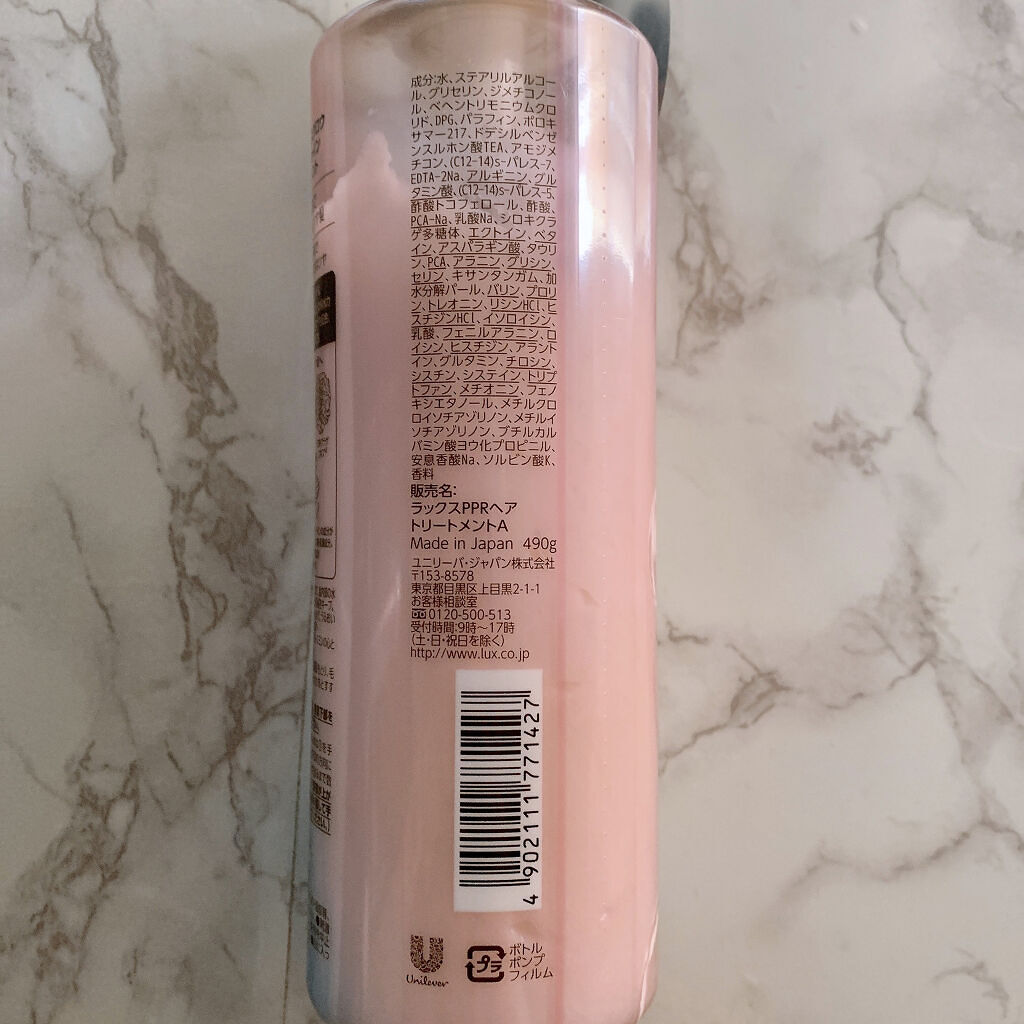 成分:水、ステアリルアルコー
ル、グリセリン、ジメチコノー
ル、ベヘントリモニウムクロ
リド、DPG、パラフィン、ポロキ
サマー217、ドデシルベンゼ
ンスルホン酸TEA、アモジメ
チコン、(C12-14)s-パレス-7、
EDTA-2Na、アルギニン、グル
タミン酸、(C12-14)s-パレス-5、
酢酸トコフェロール、酢酸、
PCA-Na、乳酸Na、シロキクラ
ゲ多糖体、エクトイン、ベタ
イン、アスパラギン酸、タウリ
ン、PCA、アラニン、グリシン、
セリン、キサンタンガム、加
水分解パール、バリン、プロリ
ン、トレオニン、リシンHCl、ヒ
スチジンHCl、イソロイシン、
乳酸、フェニルアラニン、ロ
イシン、ヒスチジン、アラント
イン、グルタミン、チロシン、
シスチン、システイン、トリプ
トファン、メチオニン、フェノ
キシエタノール、メチルクロ
ロイソチアゾリノン、メチルイ
ソチアゾリノン、ブチルカル
バミン酸ヨウ化プロピニル、
安息香酸Na、ソルビン酸K、
香料
販売名:
ラックスPPRヘア
トリートメントA
Made in Japan 490g
ユニリーバ・ジャパン株式会社
〒153-8578
東京都目黒区上目黒2-1-1
お客様相談室
0120-500-513
受付時間:9時～17時
(土・日・祝日を除く)
http://www.lux.co.jp
4902111771427
Unilever
プラ
ボトル
ポンプ
フィルム